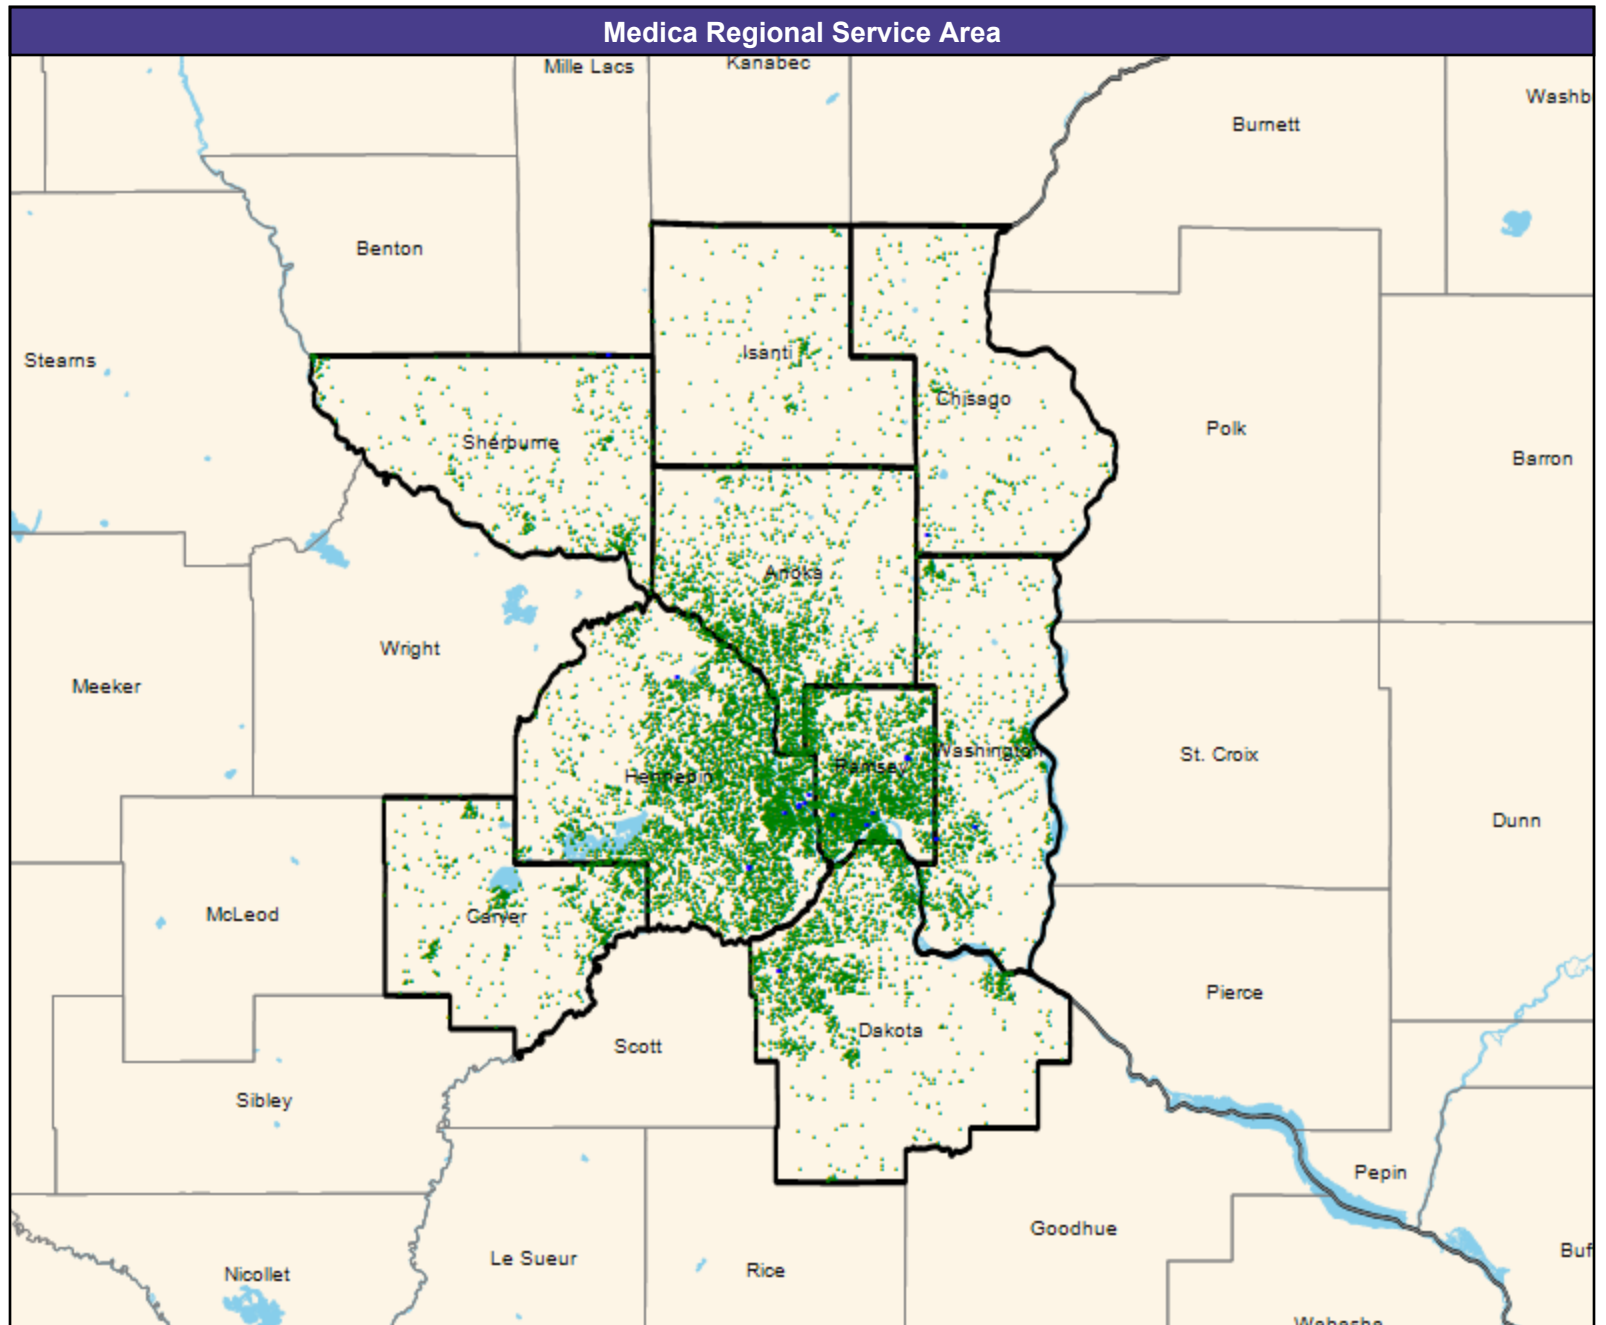 Medica Regional Service Area
Mille Lacs
Kanabec
Washb
Burnett
Benton
Stearns
Isanti
Chisago
Sherburne
Polk
Barron
Anoka
Wright
Meeker
Washington
St. Croix
Ramsey
Hennepin
Dunn
McLeod
Carver
Pierce
Dakota
Scott
Sibley
Pepin
Goodhue
Buf
Le Sueur
Rice
Nicollet
Wabasha